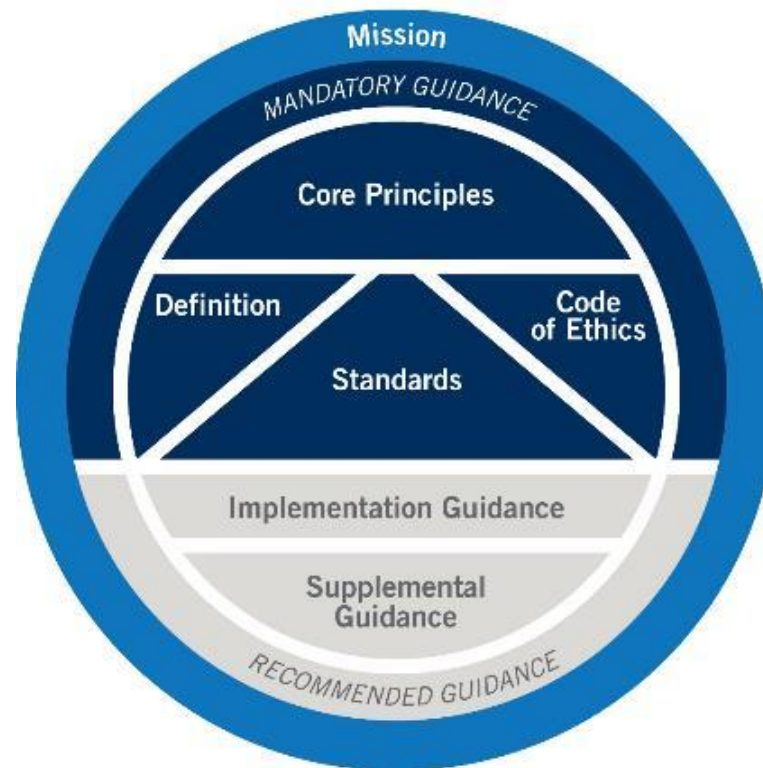 Mission
MANDATORY GUIDANCE
Core Principles
Definition
Code
of Ethics
Standards
Implementation Guidance
Supplemental
Guidance
RECOMMENDED GUIDANCE